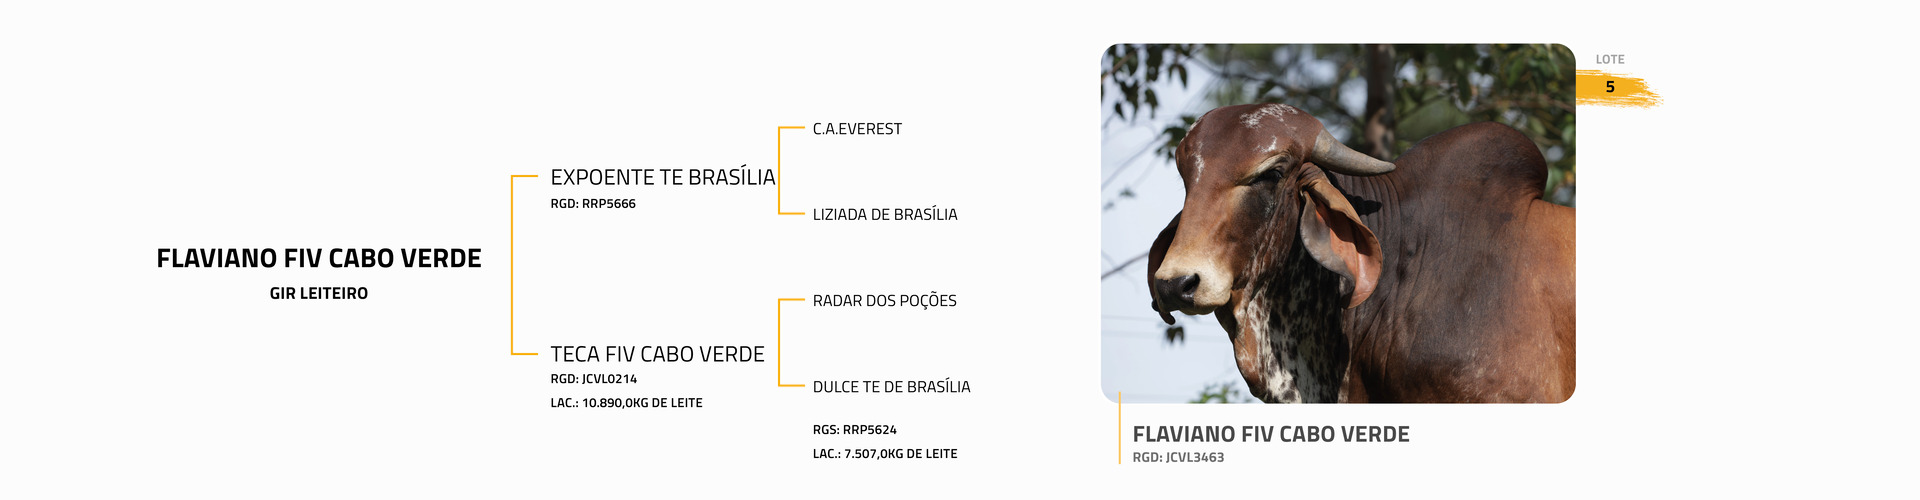 FLAVIANO FIV CABO VERDE
GIR LEITEIRO
EXPOENTE TE BRASÍLIA
RGD: RRP5666
TECA FIV CABO VERDE
RGD: JCVL0214
LAC.: 10.890,0KG DE LEITE
C.A.EVEREST
LIZIADA DE BRASÍLIA
RADAR DOS POÇÕES
DULCE TE DE BRASÍLIA
RGS: RRP5624
LAC.: 7.507,0KG DE LEITE
LOTE
5
FLAVIANO FIV CABO VERDE
RGD: JCVL3463